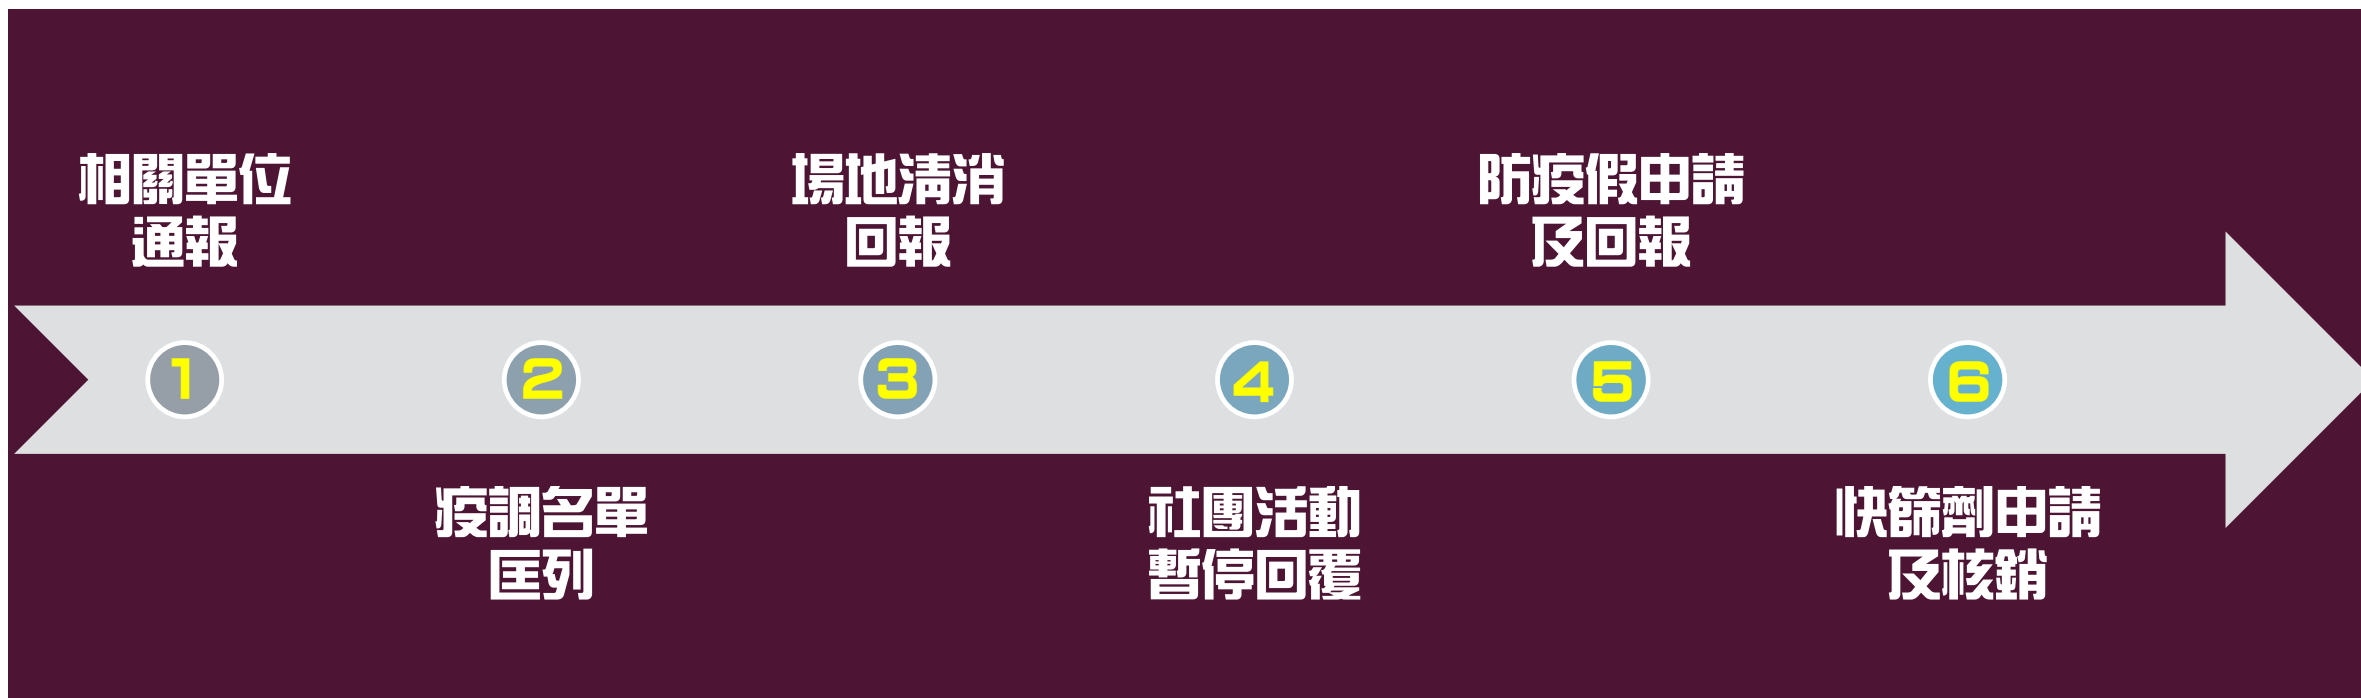 相關單位
通報
場地清消
回報
防疫假申請
及回報
1
2
3
4
5
6
疫調名單
匡列
社團活動
暫停回覆
快篩劑申請
及核銷